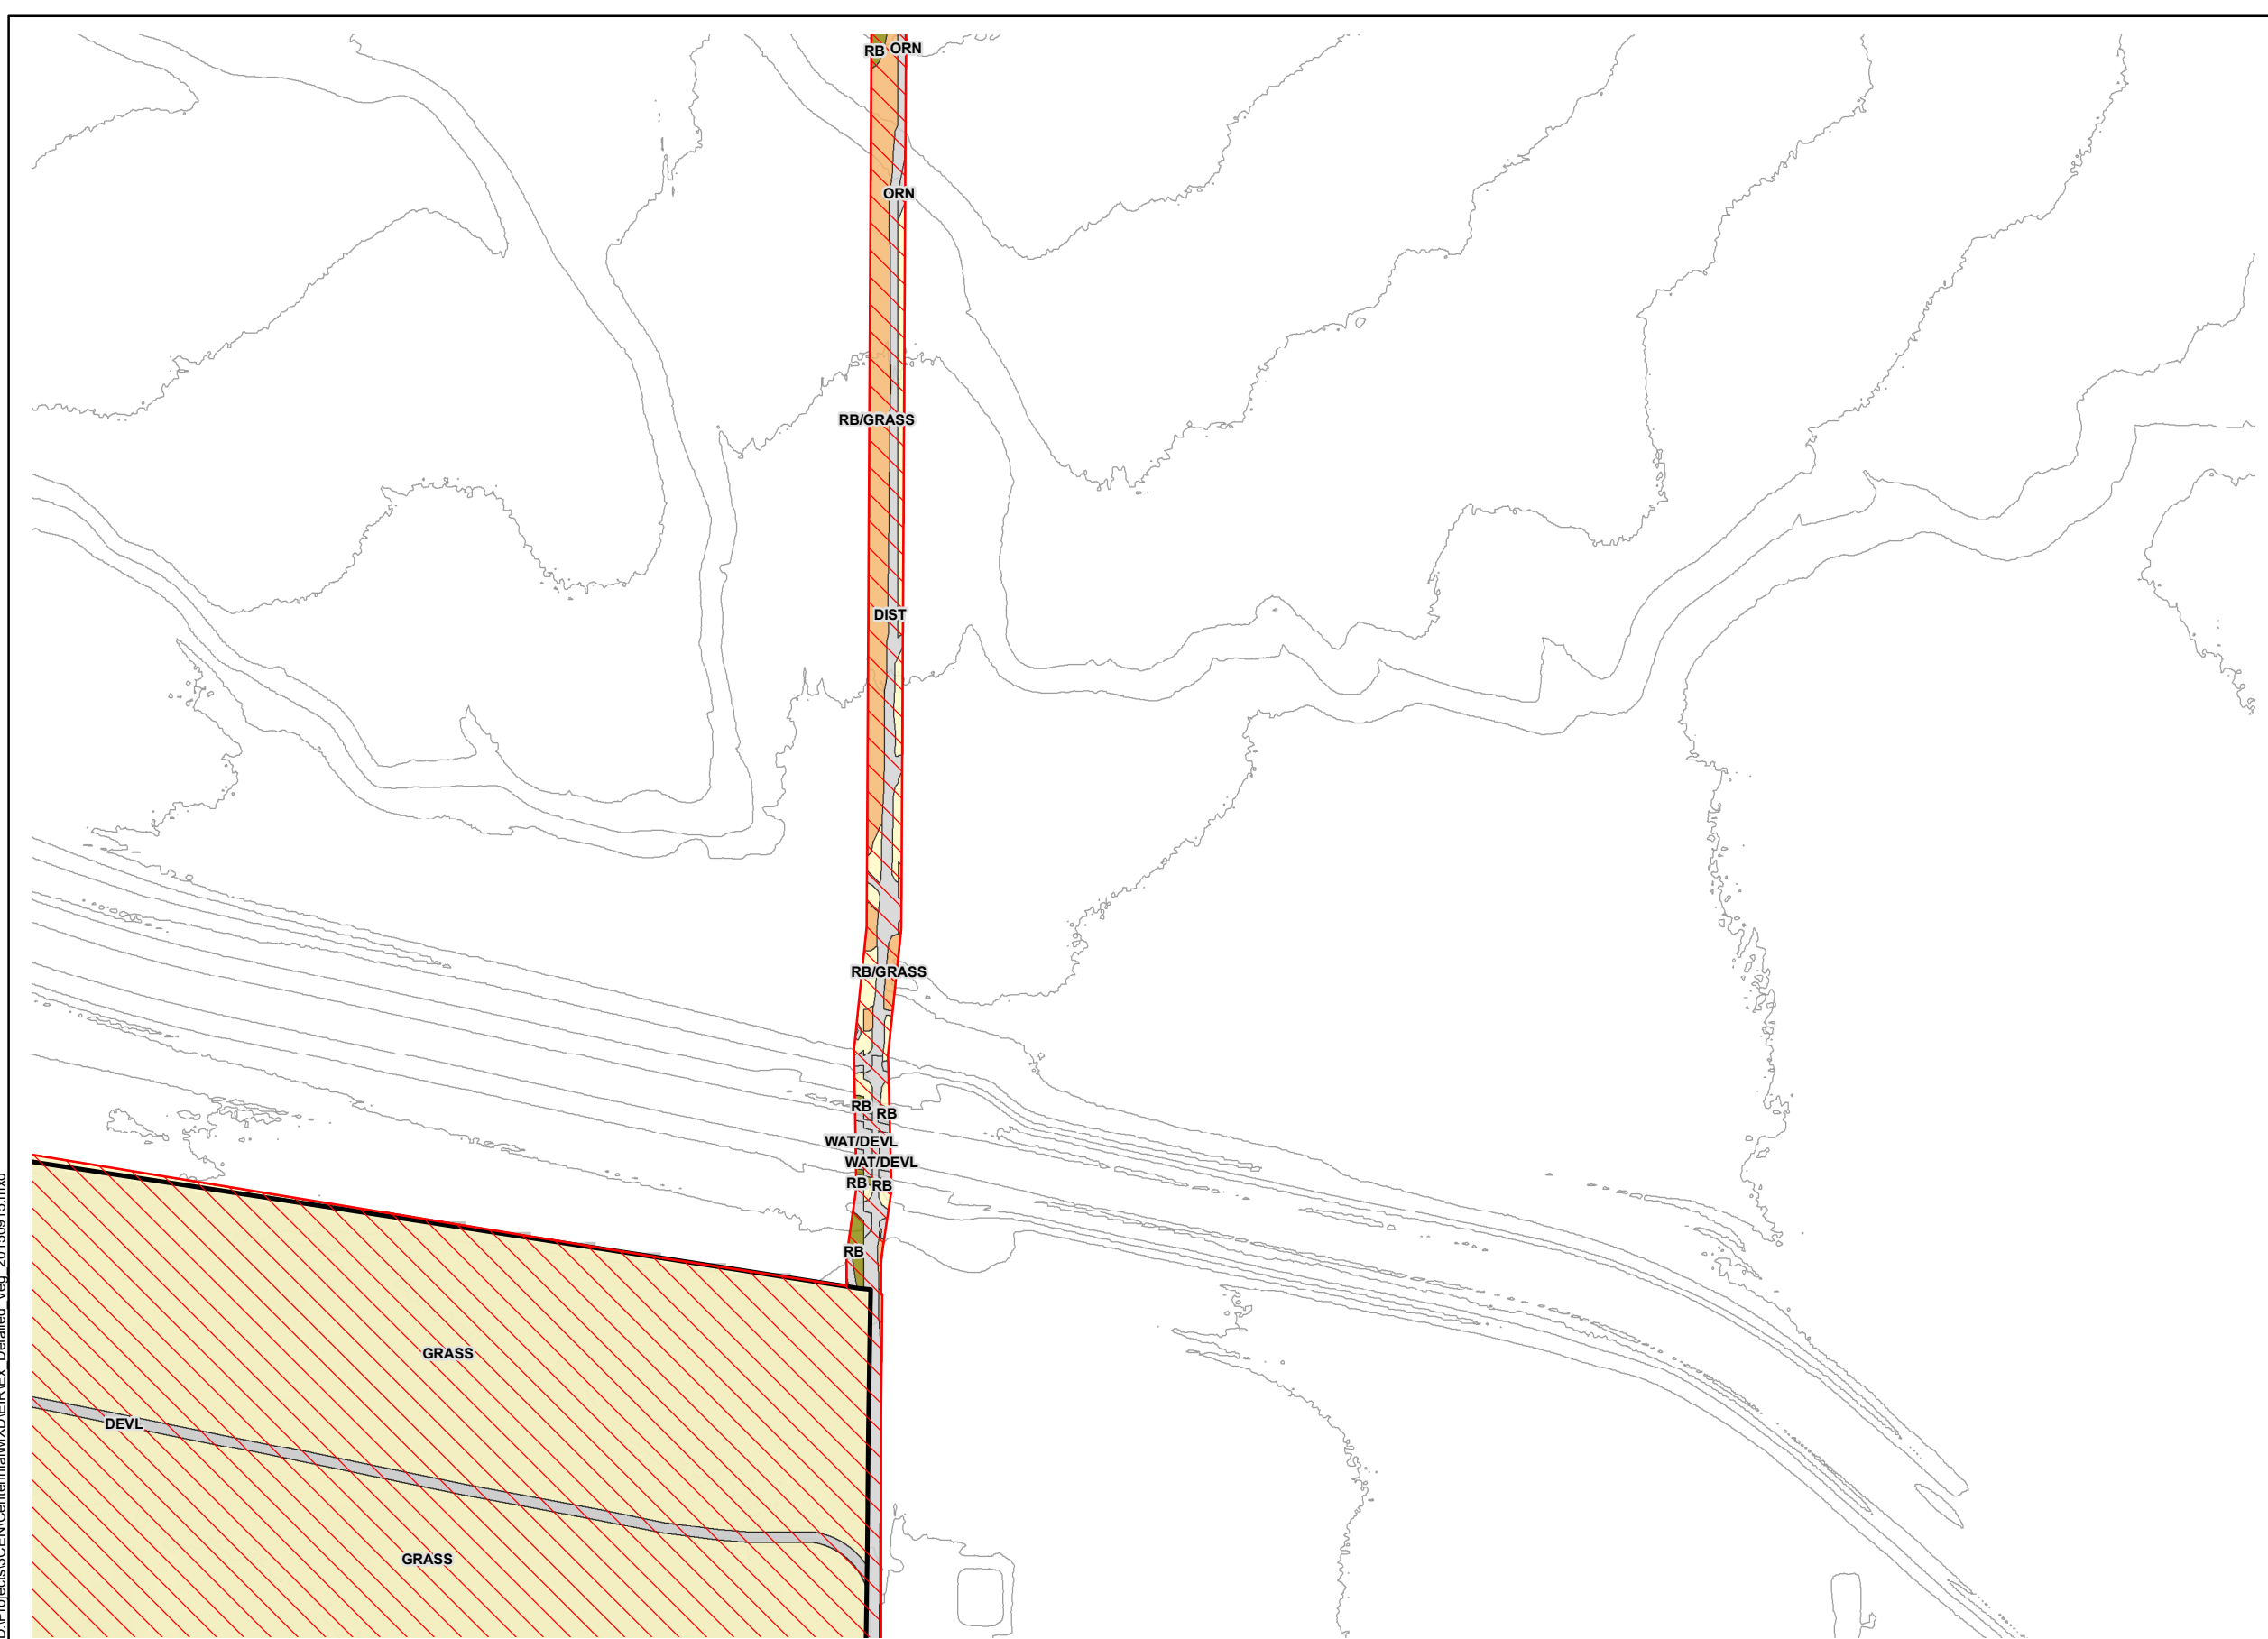 RB ORN
ORN
RB/GRASS
DIST
RB/GRASS
RB RB
WAT/DEVL
WAT/DEVL
RB RB
RB
GRASS
DEVL
GRASS